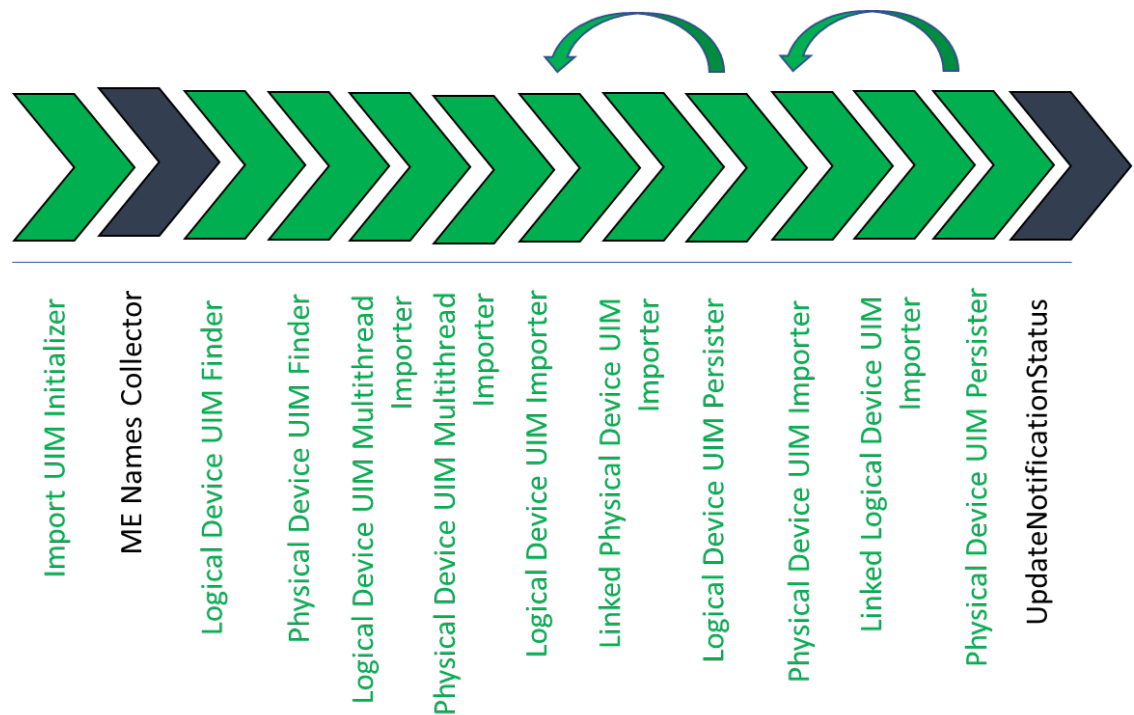 Import UIM Initializer
ME Names Collector
Logical Device UIM Finder
Physical Device UIM Finder
Logical Device UIM Multithread
Importer
Physical Device UIM Multithread
Importer
Logical Device UIM Importer
Linked Physical Device UIM
Importer
Logical Device UIM Persister
Physical Device UIM Importer
Linked Logical Device UIM
Importer
Physical Device UIM Persister
UpdateNotificationStatus